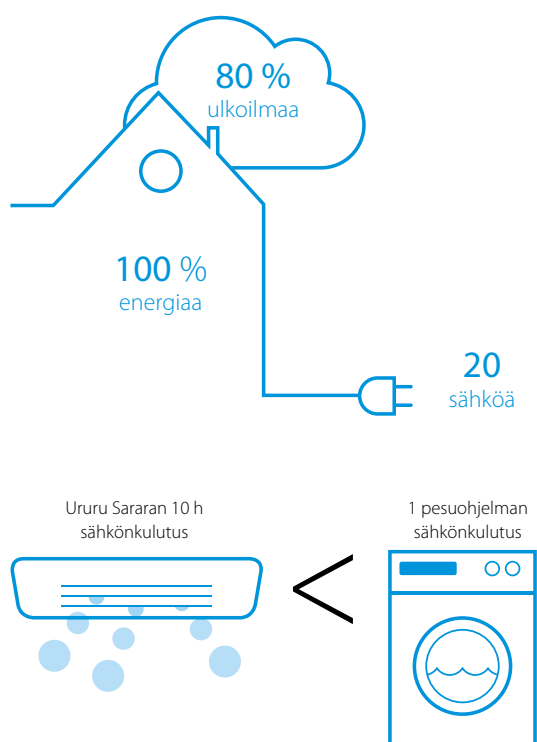 80 %
ulkoilmaa
100 %
energiaa
20
sähköä
Ururu Sararan 10 h
sähkönkulutus
<
1 pesuohjelman
sähkönkulutus